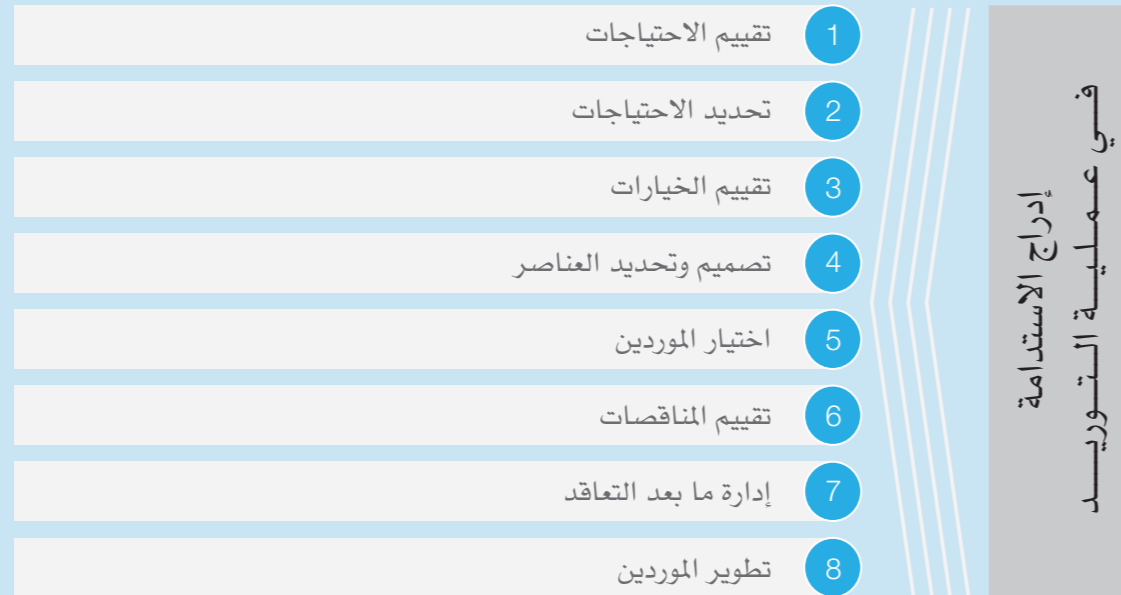 إدراج الاستدامة
في عملية التوريد
1 تقييم الاحتياجات
2 تحديد الاحتياجات
3 تقييم الخيارات
4 تصميم وتحديد العناصر
5 اختيار الموردين
6 تقييم المناقصات
7 إدارة ما بعد التعاقد
8 تطوير الموردين